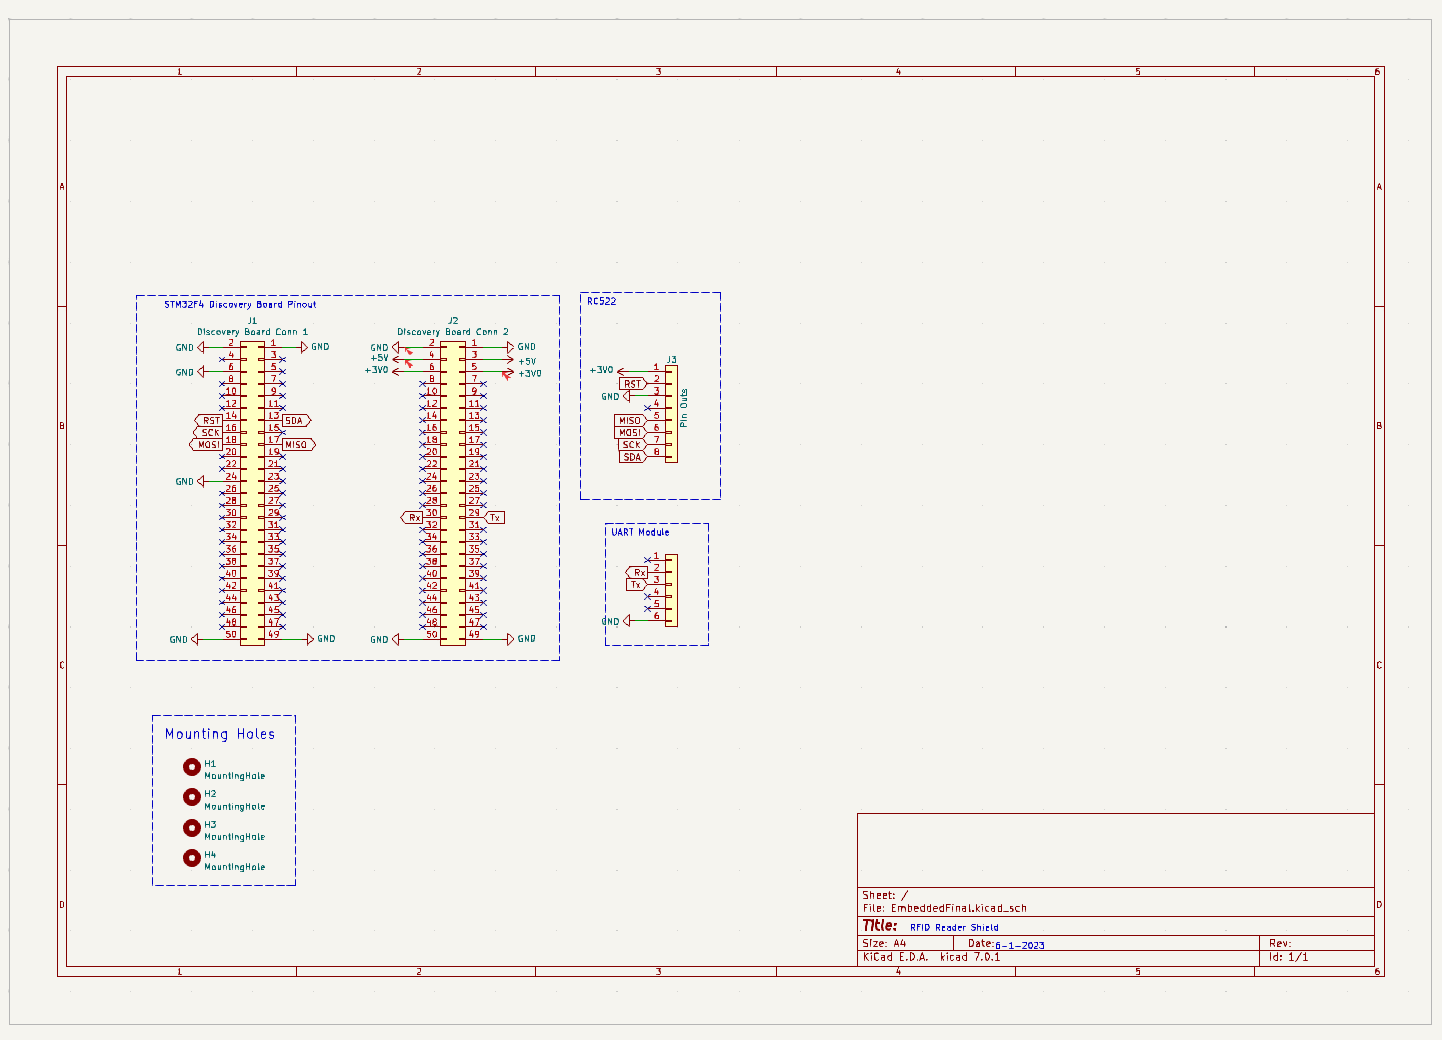 1 2 3 4 5 6
A A
B B
C C
D D
STM32F4 Discovery Board Pinout
J1 J2
Discovery Board Conn 1 Discovery Board Conn 2
GND 2 1 GND GND 2 1 GND
4 3 +5V 4 3 +5V
GND 6 5 +3V0 6 5 +3V0
8 7 8 7
10 9 10 9
12 11 12 11
RST 14 13 SDA 14 13
SCK 16 15 16 15
MOSI 18 17 MISO 18 17
20 19 20 19
22 21 22 21
GND 24 23 24 23
26 25 26 25
28 27 28 27
30 29 Rx 30 29 Tx
32 31 32 31
34 33 34 33
36 35 36 35
38 37 38 37
40 39 40 39
42 41 42 41
44 43 44 43
46 45 46 45
48 47 48 47
GND 50 49 GND GND 50 49 GND
RC522
J3
Pin Outs
+3V0 1
RST 2
GND 3
4
MISO 5
MOSI 6
SCK 7
SDA 8
UART Module
1
Rx 2
Tx 3
4
5
GND 6
Mounting Holes
H1
MountingHole
H2
MountingHole
H3
MountingHole
H4
MountingHole
Sheet: /
File: EmbeddedFinal.kicad_sch
Title: RFID Reader Shield
Size: A4 Date: 6-1-2023 Rev:
KiCad E.D.A. kicad 7.0.1 Id: 1/1
1 2 3 4 5 6